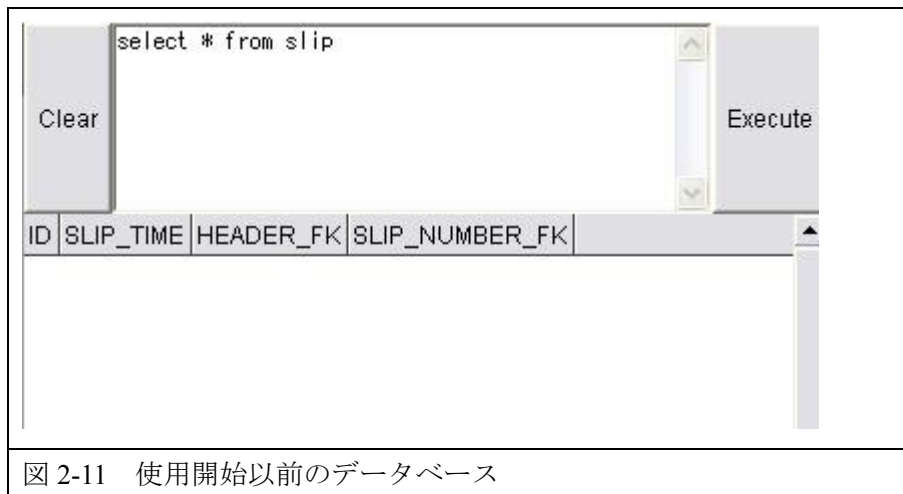 select * from slip
Clear
Execute
ID SLIP_TIME HEADER_FK SLIP_NUMBER_FK
図 2-11 使用開始以前のデータベース